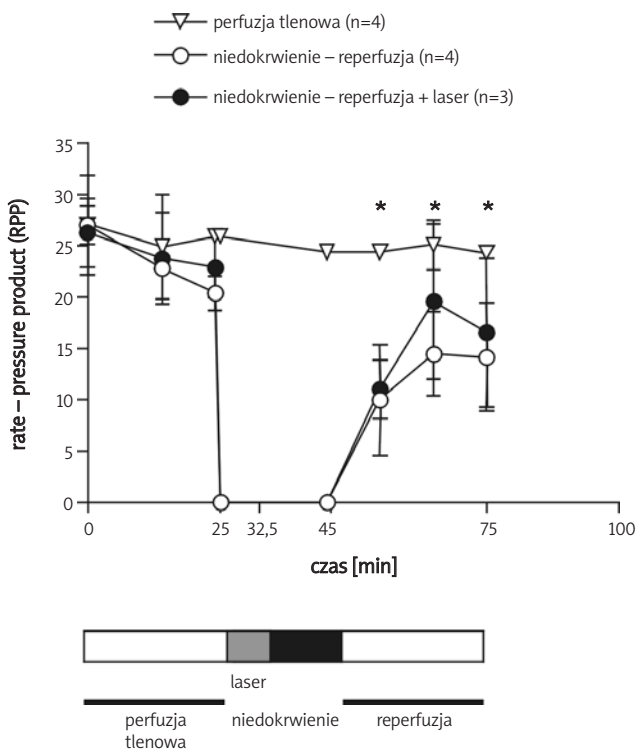 perfuzja tlenowa (n=4)
niedokrwienie – reperfuzja (n=4)
niedokrwienie – reperfuzja + laser (n=3)
rate – pressure product (RPP)
35
30
25
20
15
10
5
0
* * *
0 25 32,5 45 75 100
czas [min]
laser
perfuzja niedokrwienie reperfuzja
tlenowa